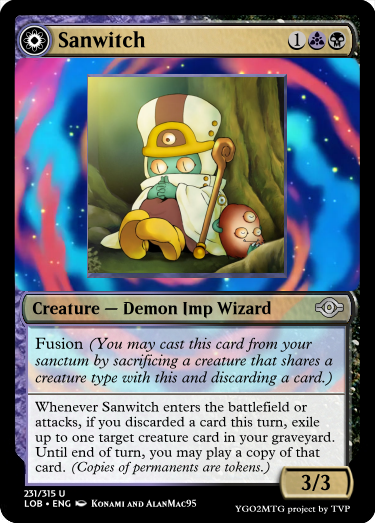 Sanwitch 1
Creature — Demon Imp Wizard
Fusion (You may cast this card from your
sanctum by sacrificing a creature that shares a
creature type with this and discarding a card.)
Whenever Sanwitch enters the battlefield or
attacks, if you discarded a card this turn, exile
up to one target creature card in your graveyard.
Until end of turn, you may play a copy of that
card. (Copies of permanents are tokens.)
3/3
231/315 U
LOB • ENG Konami and AlanMac95
YGO2MTG project by TVP